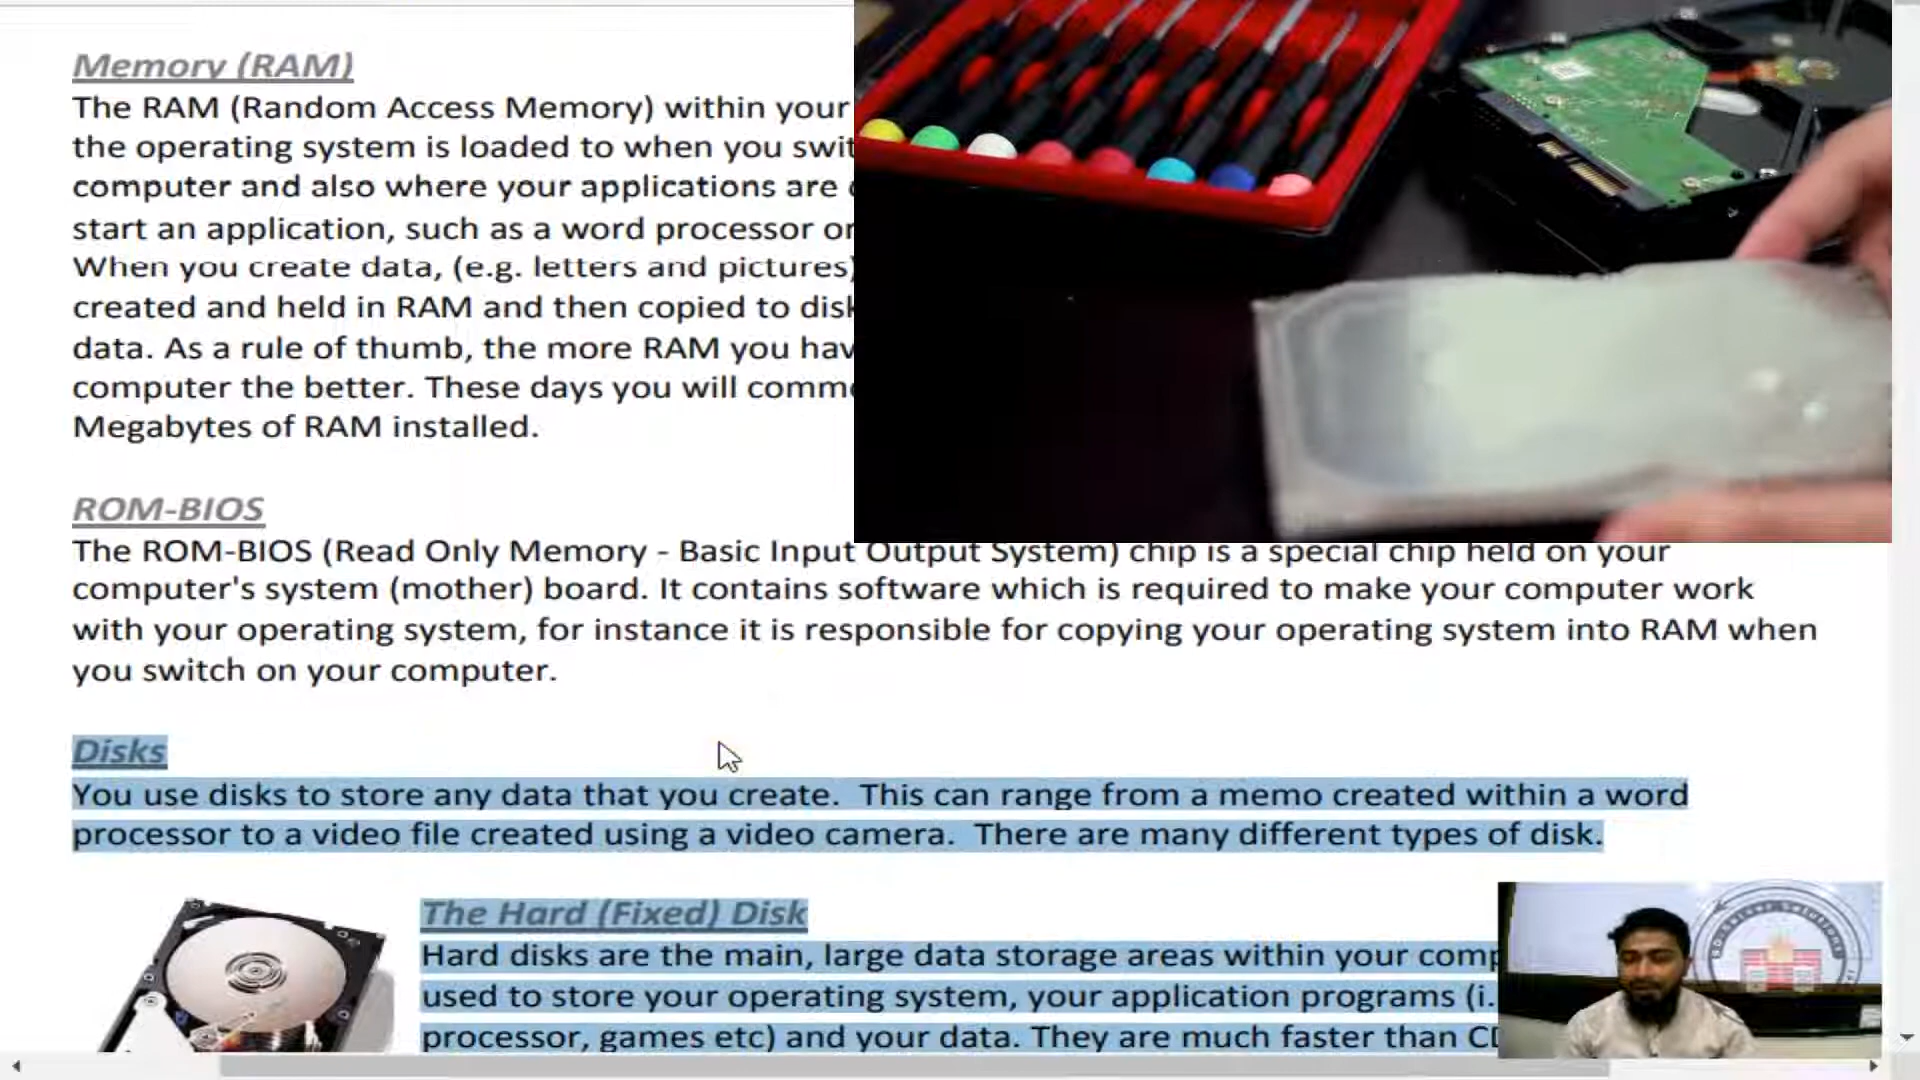 Memory (RAM)
The RAM (Random Access Memory) within your
the operating system is loaded to when you swit
computer and also where your applications are
start an application, such as a word processor or
When you create data, (e.g. letters and pictures)
created and held in RAM and then copied to disk
data. As a rule of thumb, the more RAM you hav
computer the better. These days you will comm
Megabytes of RAM installed.
ROM-BIOS
The ROM-BIOS (Read Only Memory - Basic Input Output System) chip is a special chip held on your
computer's system (mother) board. It contains software which is required to make your computer work
with your operating system, for instance it is responsible for copying your operating system into RAM when
you switch on your computer.
Disks
You use disks to store any data that you create. This can range from a memo created within a word
processor to a video file created using a video camera. There are many different types of disk.
The Hard (Fixed) Disk
Hard disks are the main, large data storage areas within your comp
used to store your operating system, your application programs (i.
processor, games etc) and your data. They are much faster than CD